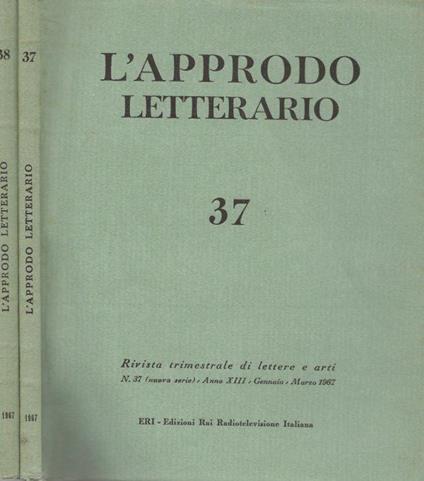 38
L'APPRODO LETTERARIO
1967
37
L'APPRODO LETTERARIO
1967
L'APPRODO
LETTERARIO
37
Rivista trimestrale di lettere e arti
N. 37 (nuova serie) - Anno XIII - Gennaio - Marzo 1967
ERI - Edizioni Rai Radiotelevisione Italiana